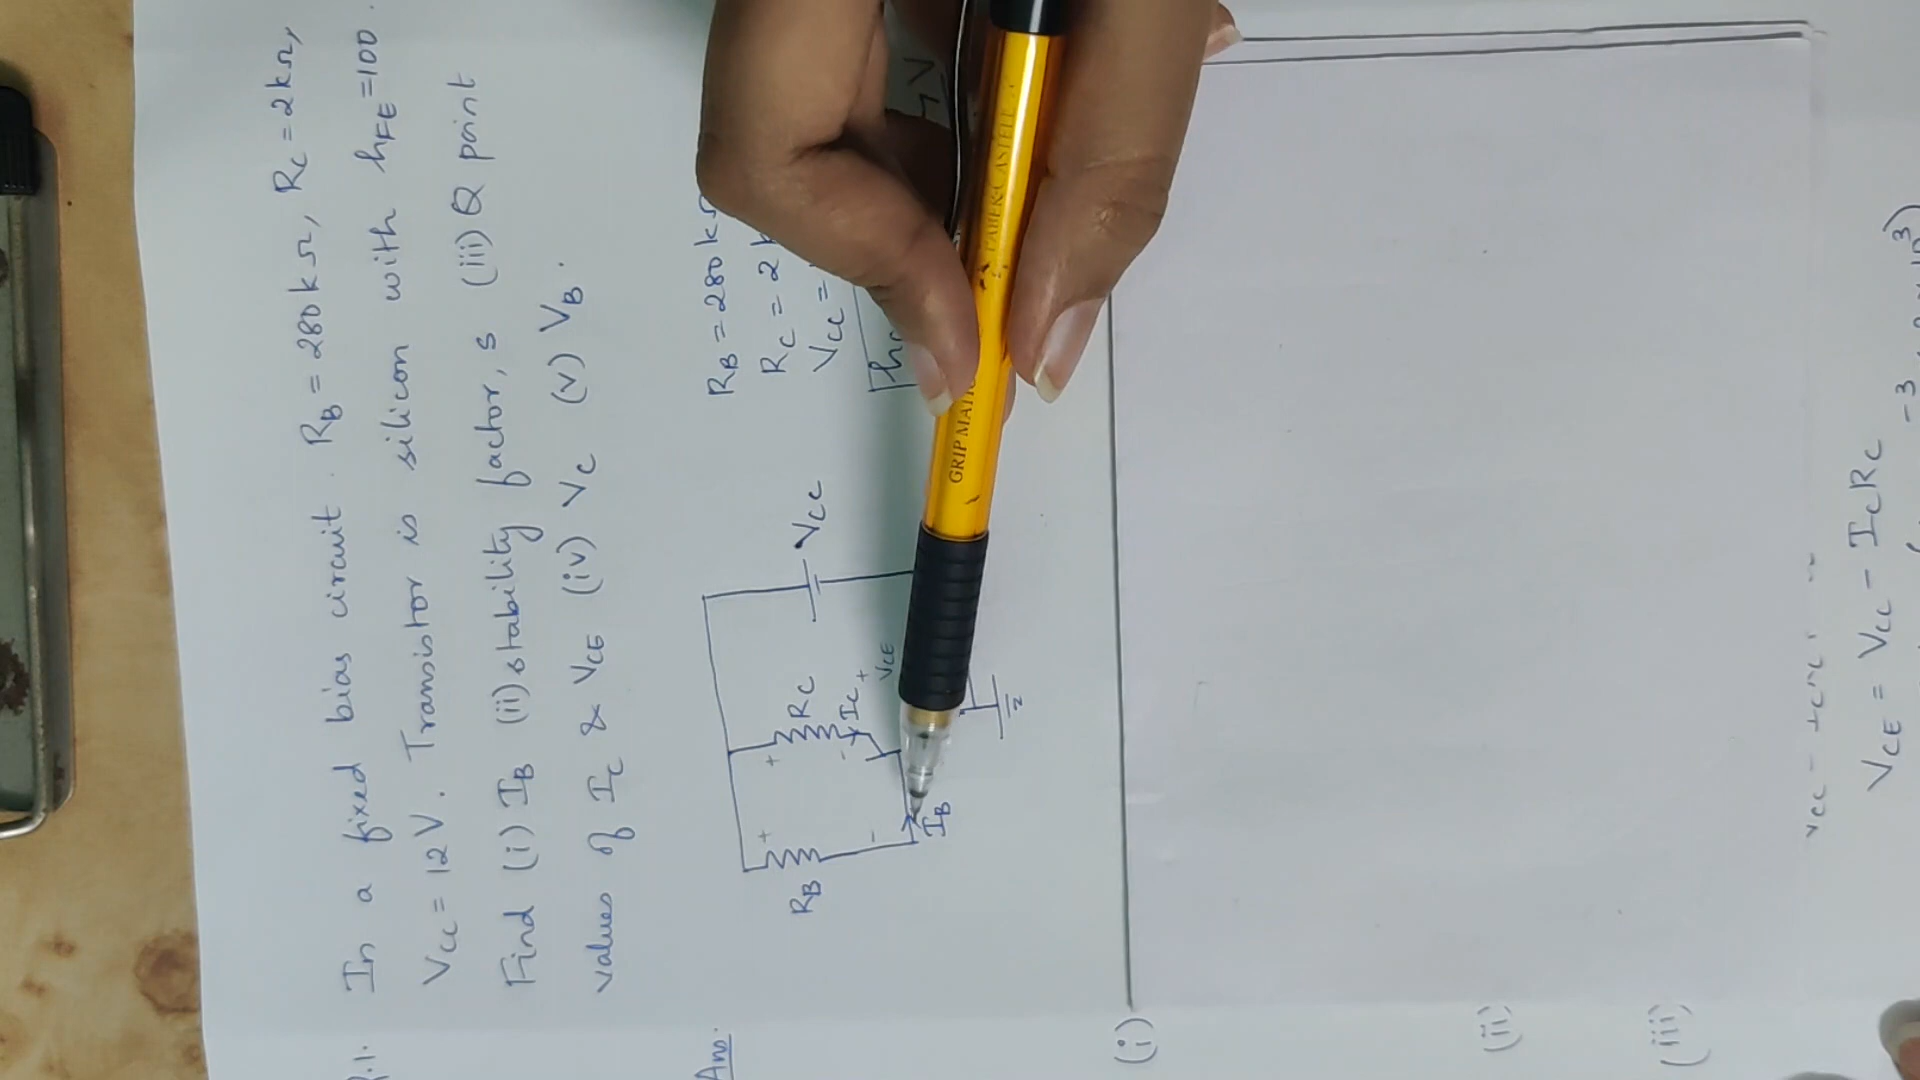 In a fixed bias circuit. RB = 280 kΩ, RC = 2 kΩ,
VCC = 12 V. Transistor is silicon with hFE = 100
Find (i) IB (ii) stability factor, s (iii) Q point
values of IC & VCE (iv) VC (v) VB.
Ans.
RB
RC
IC
VCE
VCC
IB
+
-
+
-
+
RB = 280 kΩ
RC = 2 k
VCC =
(i)
(ii)
(iii)
VCE = VCC - ICRC
GRIP MATIC
FABER-CASTELL